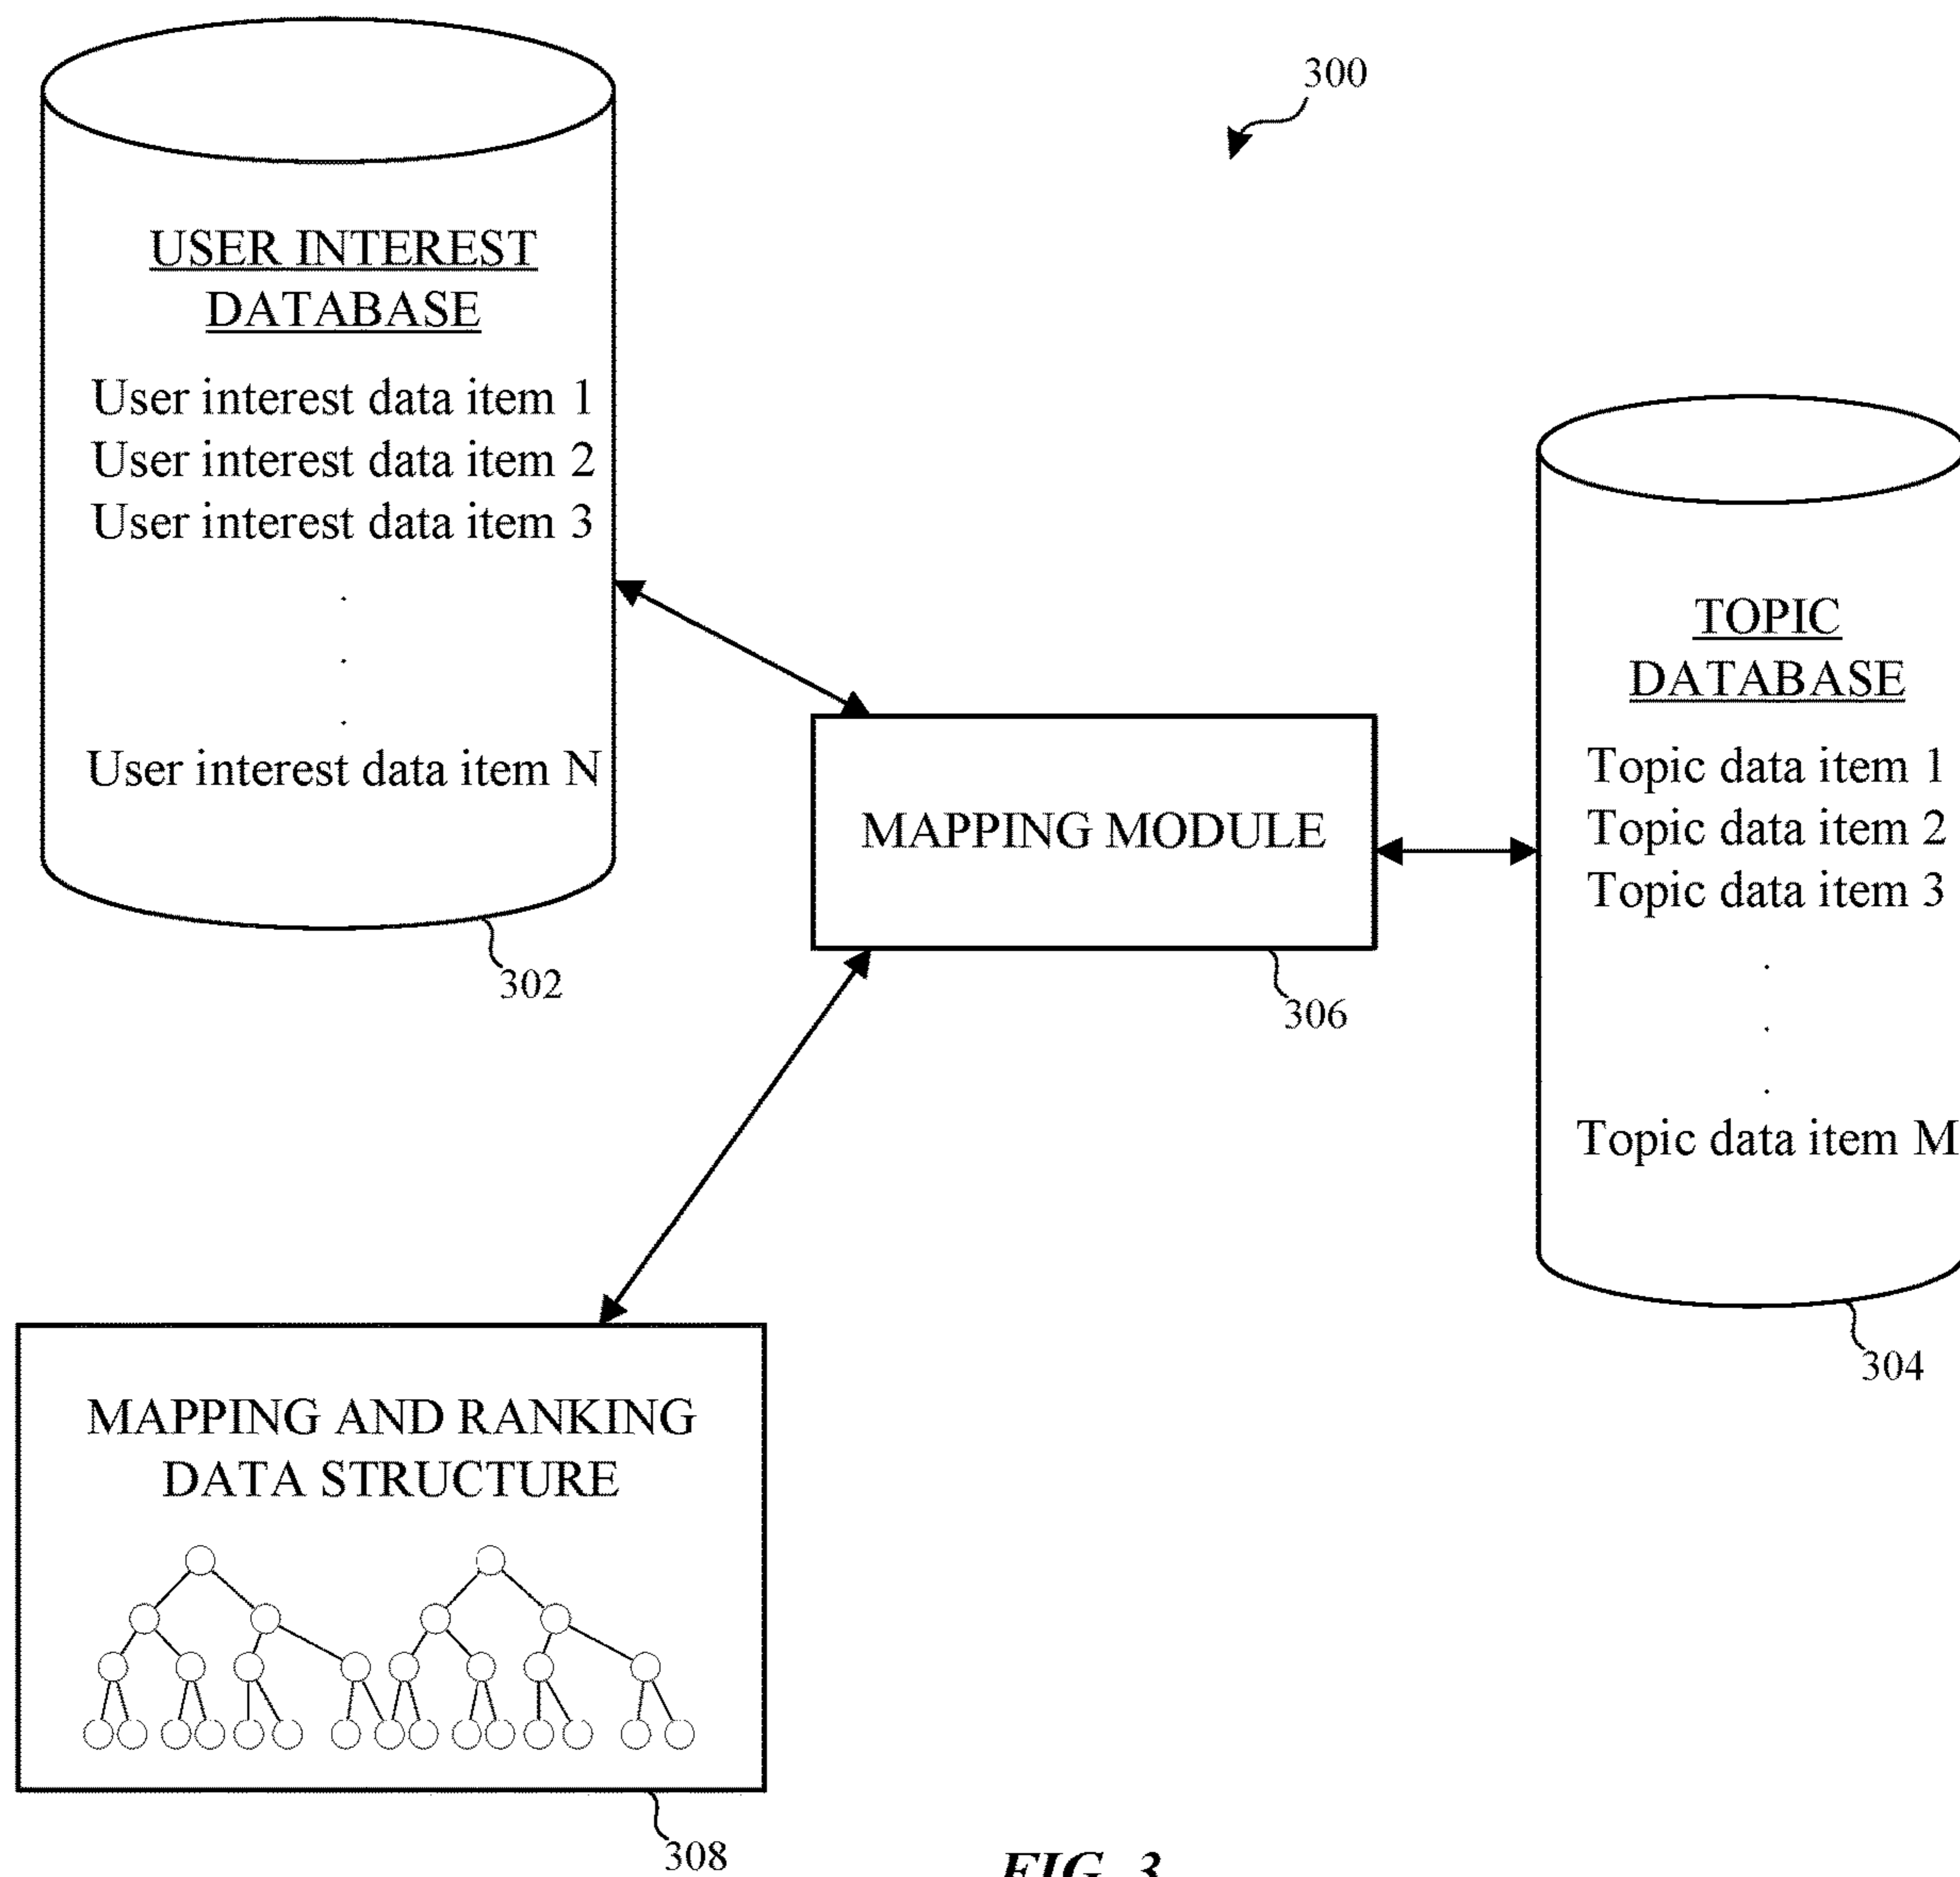 300
USER INTEREST
DATABASE
User interest data item 1
User interest data item 2
User interest data item 3
.
.
.
User interest data item N
302
TOPIC
DATABASE
Topic data item 1
Topic data item 2
Topic data item 3
.
.
.
Topic data item M
304
MAPPING MODULE
306
MAPPING AND RANKING
DATA STRUCTURE
308
FIG. 3